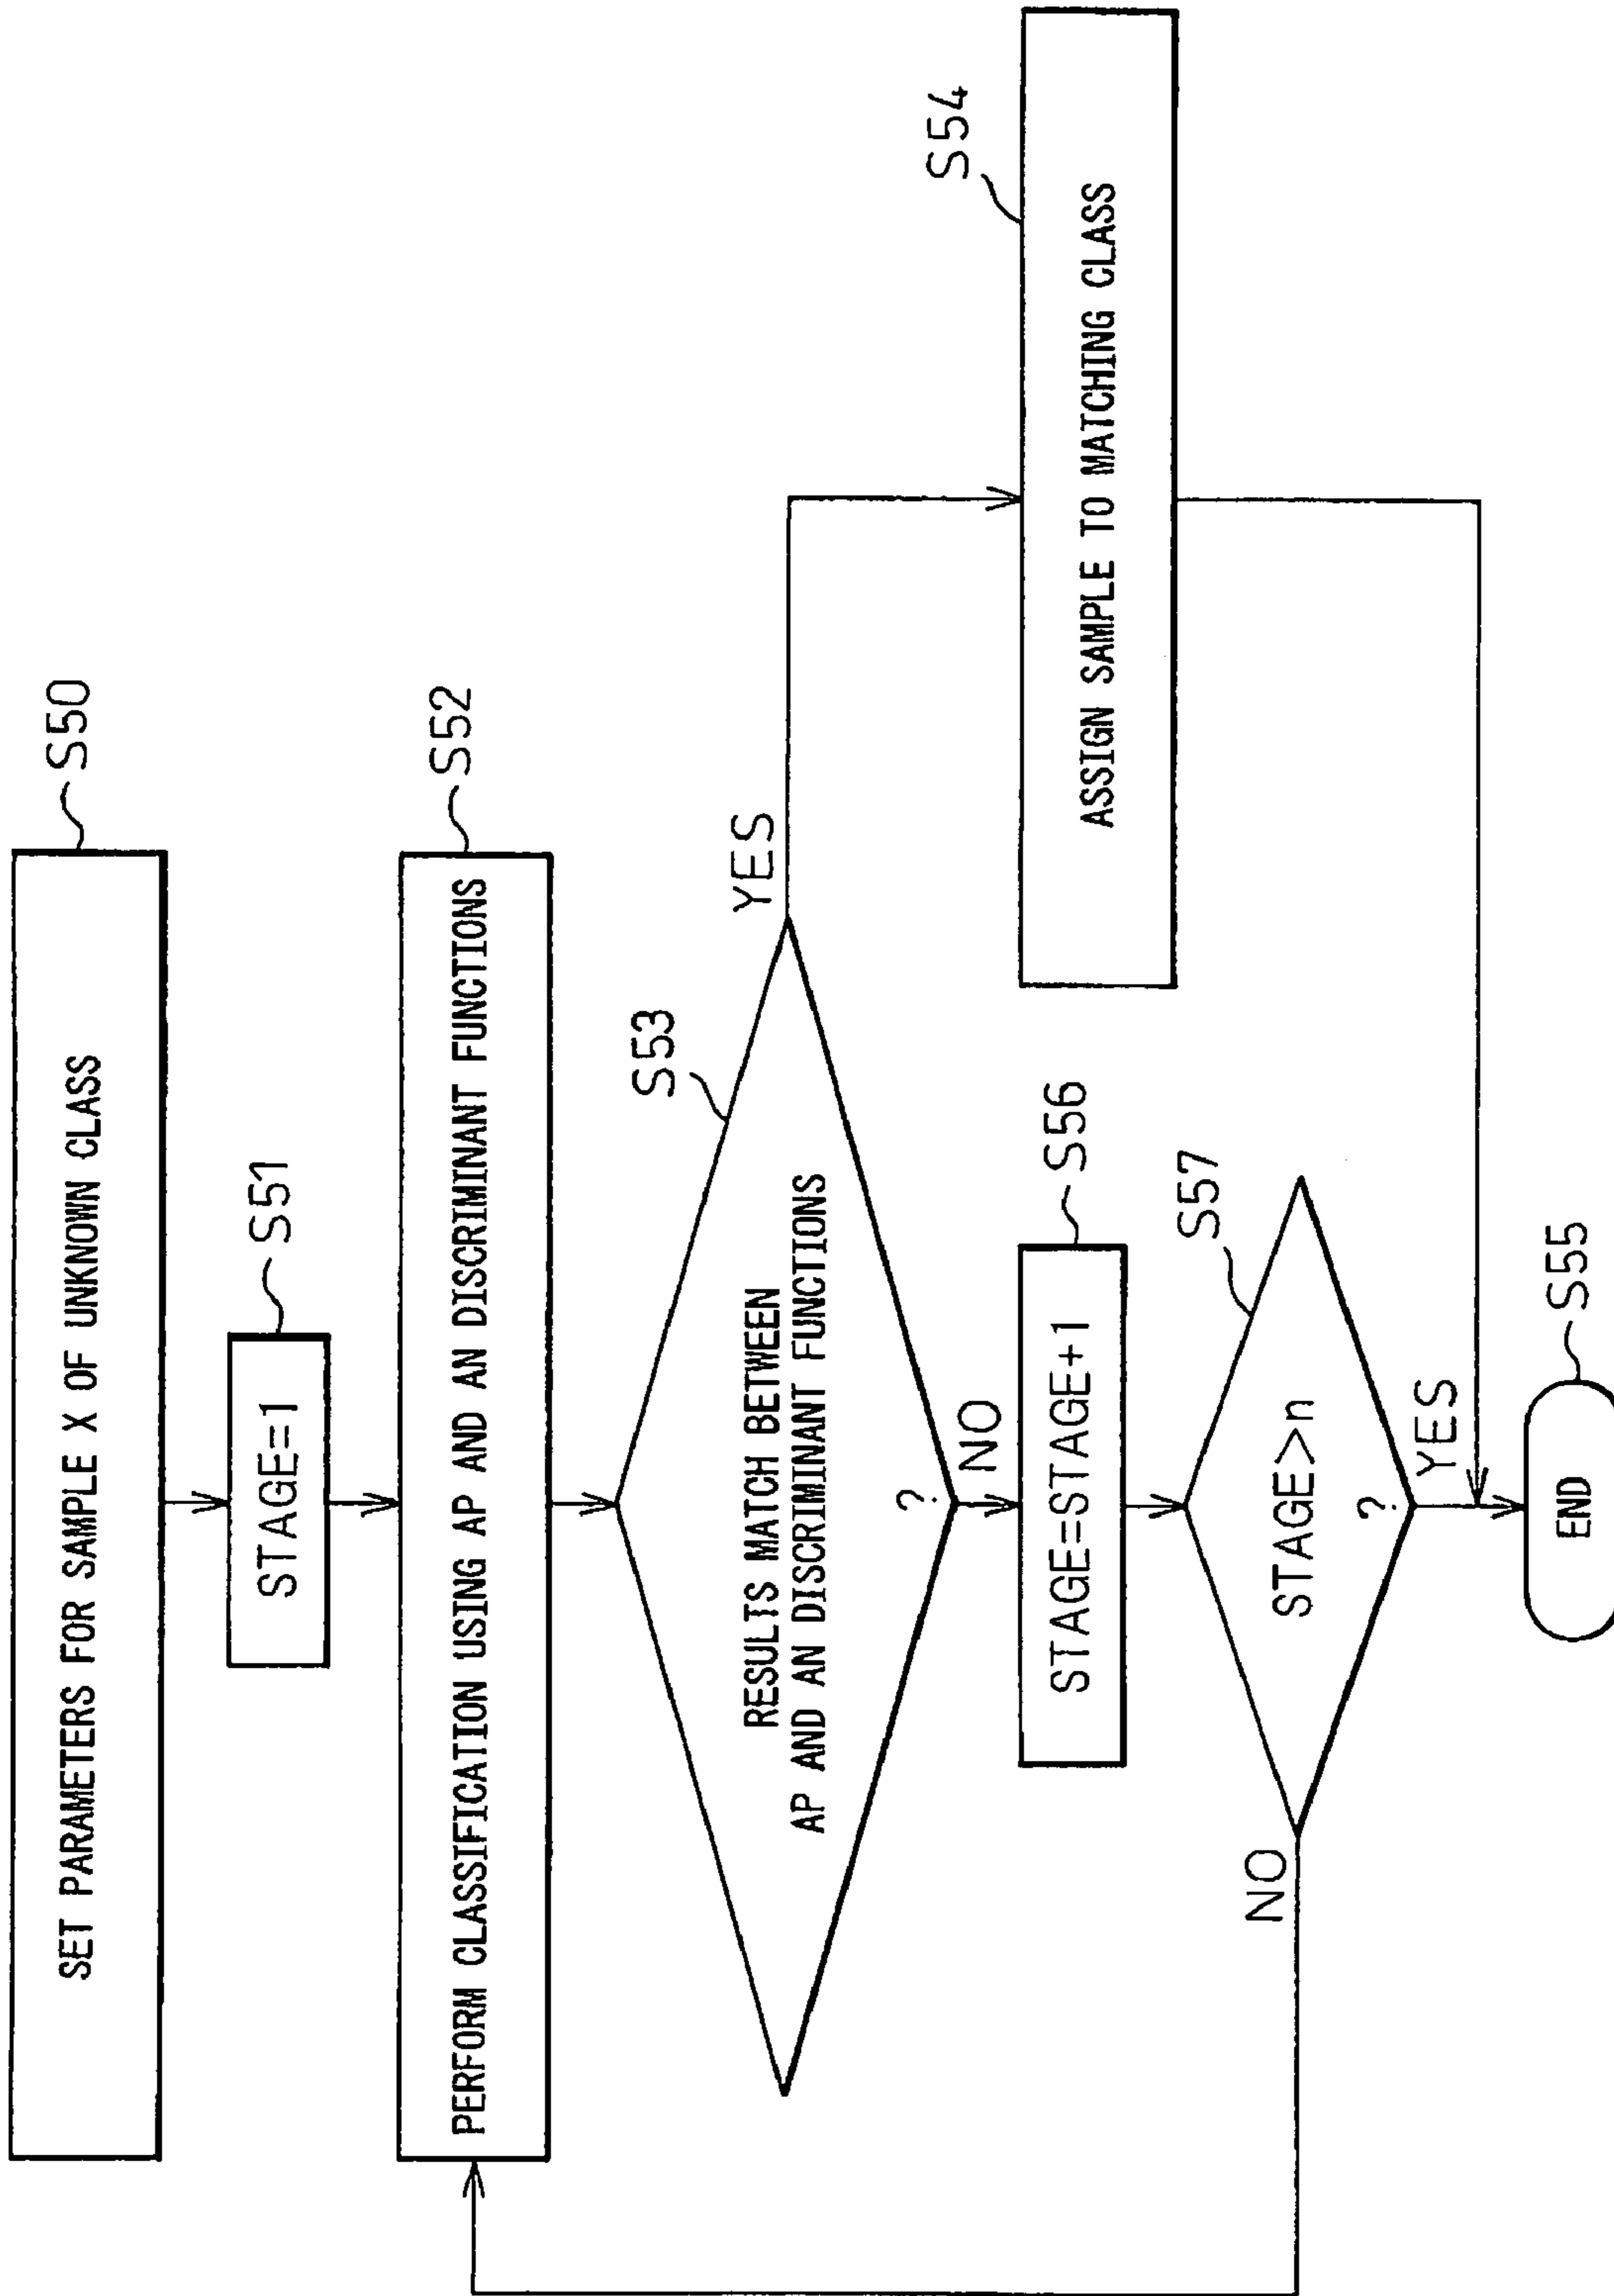 SET PARAMETERS FOR SAMPLE X OF UNKNOWN CLASS
S50
STAGE=1
S51
PERFORM CLASSIFICATION USING AP AND AN DISCRIMINANT FUNCTIONS
S52
RESULTS MATCH BETWEEN
AP AND AN DISCRIMINANT FUNCTIONS
?
S53
YES
NO
ASSIGN SAMPLE TO MATCHING CLASS
S54
STAGE=STAGE+1
S56
STAGE>n
?
S57
NO
YES
END
S55